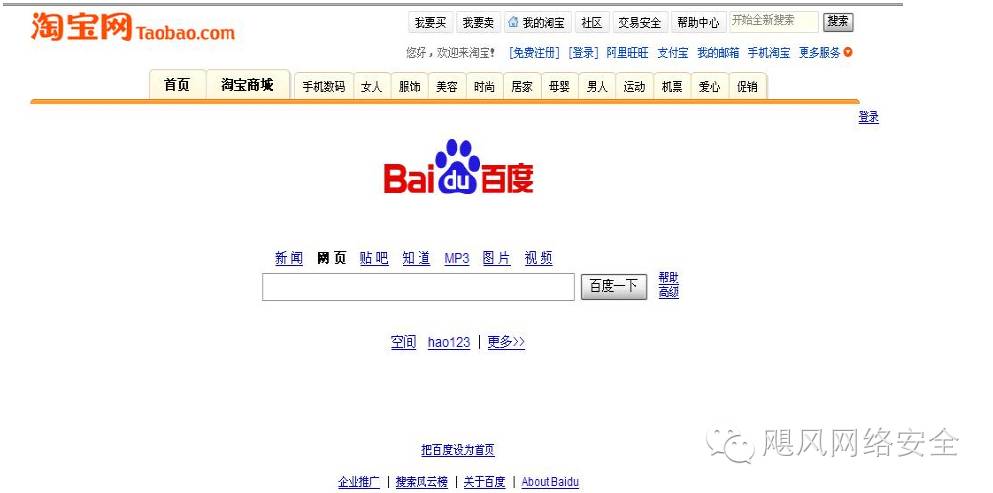 淘宝网Taobao.com 我要买 我要卖 我的淘宝 社区 交易安全 帮助中心 开始全新搜索 搜索
您好,欢迎来淘宝! [免费注册] [登录] 阿里旺旺 支付宝 我的邮箱 手机淘宝 更多服务
首页 淘宝商城 手机数码 女人 服饰 美容 时尚 居家 母婴 男人 运动 机票 爱心 促销
登录
Bai du 百度
新闻 网页 贴吧 知道 MP3 图片 视频
百度一下 帮助
高级
空间 hao123 | 更多>>
飓风网络安全
把百度设为首页
企业推广 | 搜索风云榜 | 关于百度 | About Baidu